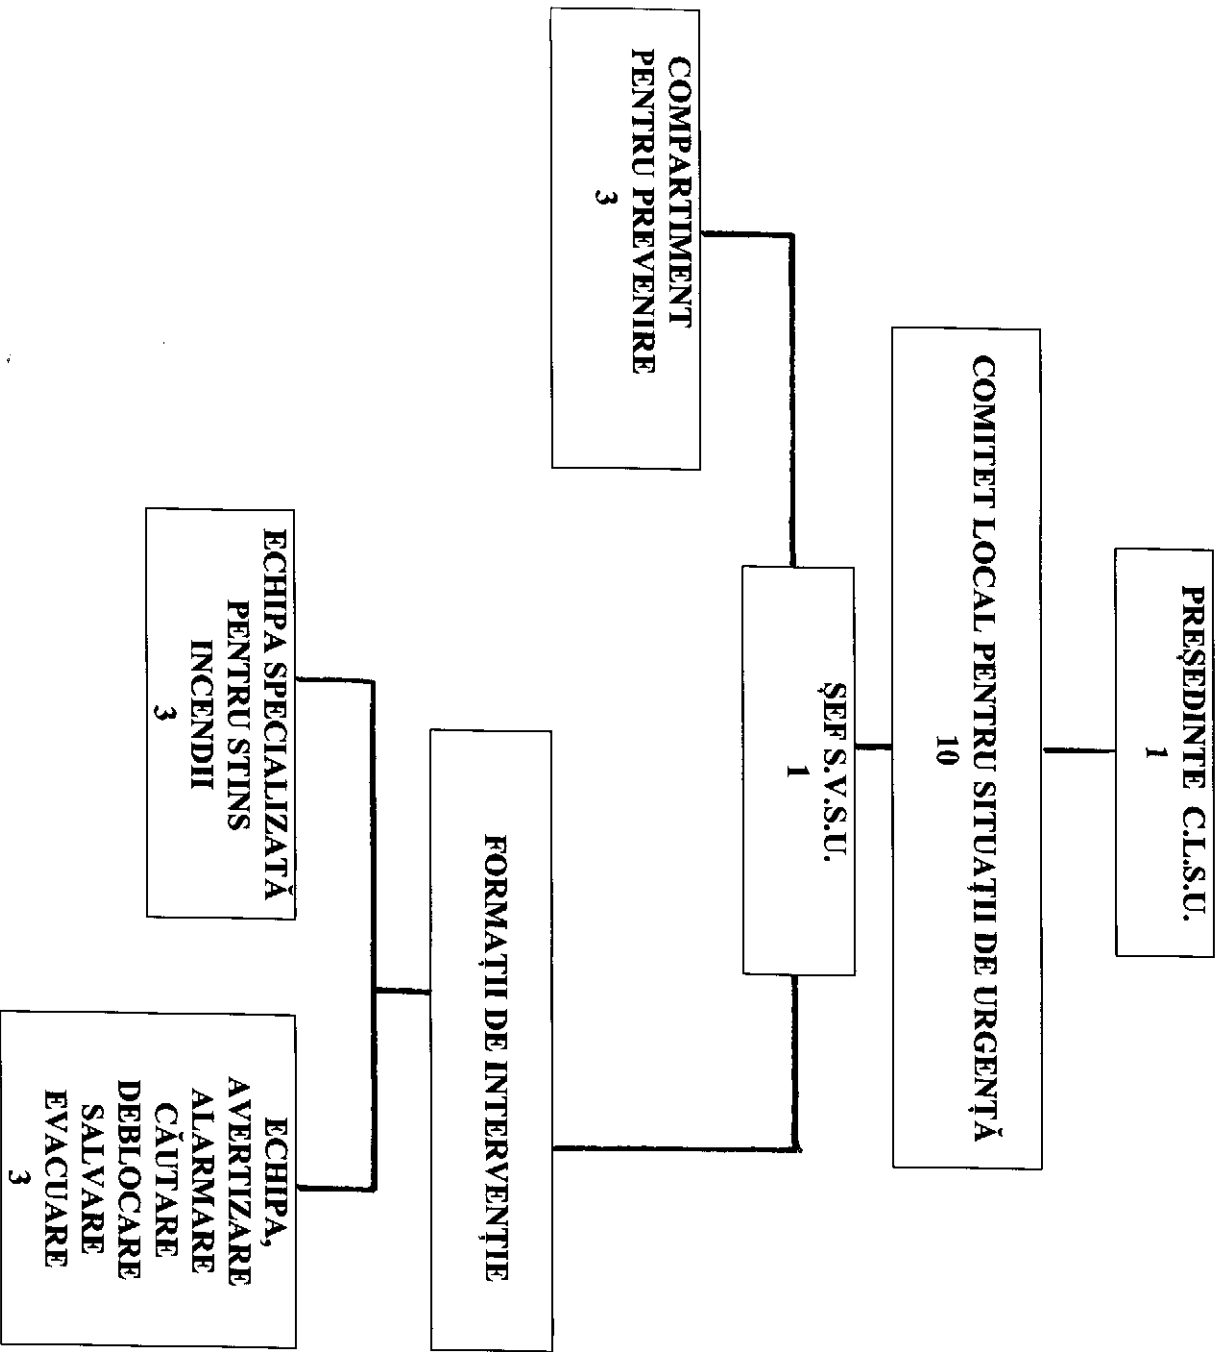 PREȘEDINTE C.L.S.U.
1
COMITET LOCAL PENTRU SITUAȚII DE URGENȚĂ
10
ȘEF S.V.S.U.
1
COMPARTIMENT
PENTRU PREVENIRE
3
FORMAȚII DE INTERVENȚIE
ECHIPA SPECIALIZATĂ
PENTRU STINS
INCENDII
3
ECHIPA,
AVERTIZARE
ALARMARE
CĂUTARE
DEBLOCARE
SALVARE
EVACUARE
3